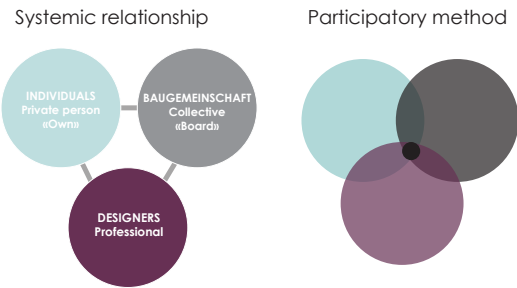 Systemic relationship
Participatory method
INDIVIDUALS
Private person
«Own»
BAUGEMEINSCHAFT
Collective
«Board»
DESIGNERS
Professional